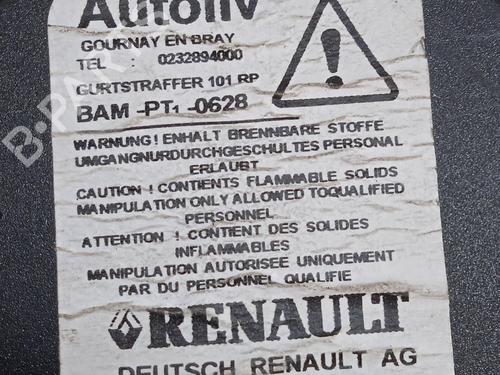 Autoliv
GOURNAY EN BRAY
TEL : 0232894000
GURTSTRAFFER 101 RP
BAM -PT1 -0628
WARNUNG ! ENHALT BRENNBARE STOFFE
UMGANGNURDURCHGESCHULTES PERSONAL
ERLAUBT
CAUTION ! CONTIENTS FLAMMABLE SOLIDS
MANIPULATION ONLY ALLOWED TOQUALIFIED
PERSONNEL
ATTENTION ! CONTIENT DES SOLIDES
INFLAMMABLES
MANIPULATION AUTORISEE UNIQUEMENT
PAR DU PERSONNEL QUALIFIE
RENAULT
DEUTSCH RENAULT AG